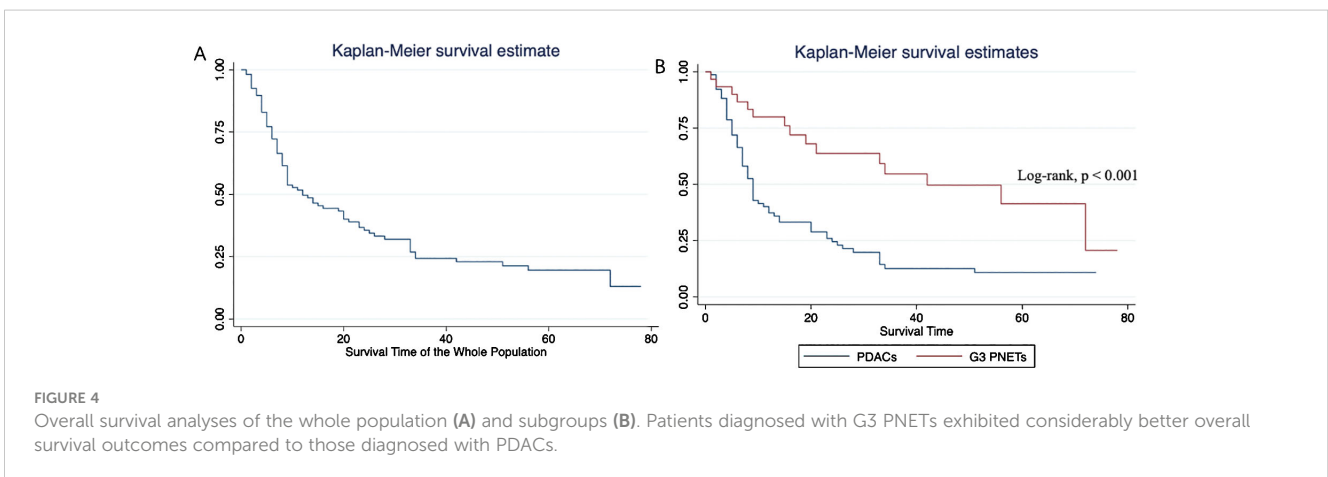 A
Kaplan-Meier survival estimate
1.00
0.75
0.50
0.25
0.00
0 20 40 60 80
Survival Time of the Whole Population
B
Kaplan-Meier survival estimates
1.00
0.75
0.50
0.25
0.00
Log-rank, p < 0.001
0 20 40 60 80
Survival Time
PDACs G3 PNETs
FIGURE 4
Overall survival analyses of the whole population (A) and subgroups (B). Patients diagnosed with G3 PNETs exhibited considerably better overall
survival outcomes compared to those diagnosed with PDACs.